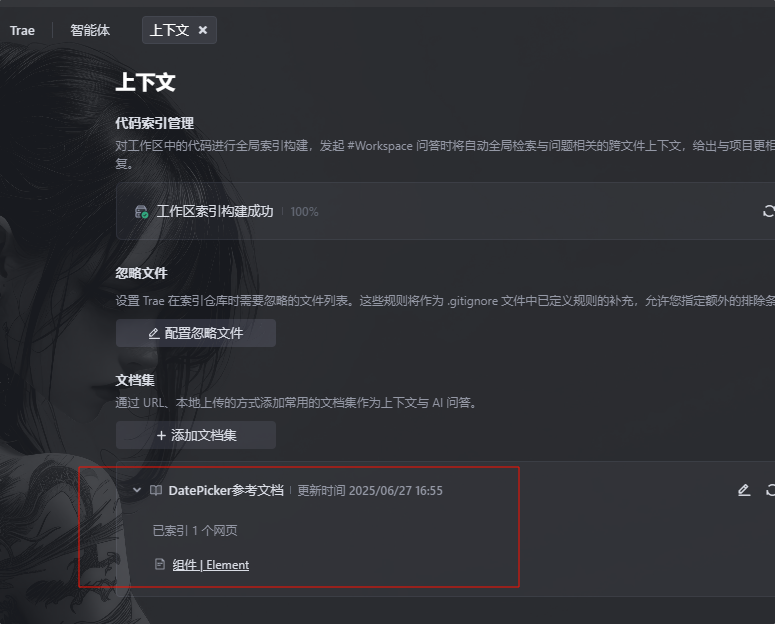 Trae 智能体 上下文 ×
上下文
代码索引管理
对工作区中的代码进行全局索引构建，发起 #Workspace 问答时将自动全局检索与问题相关的跨文件上下文，给出与项目更相
复。
工作区索引构建成功 100%
忽略文件
设置 Trae 在索引仓库时需要忽略的文件列表。这些规则将作为 .gitignore 文件中已定义规则的补充，允许您指定额外的排除条
配置忽略文件
文档集
通过 URL、本地上传的方式添加常用的文档集作为上下文与 AI 问答。
+ 添加文档集
DatePicker参考文档 更新时间 2025/06/27 16:55
已索引 1 个网页
组件 | Element